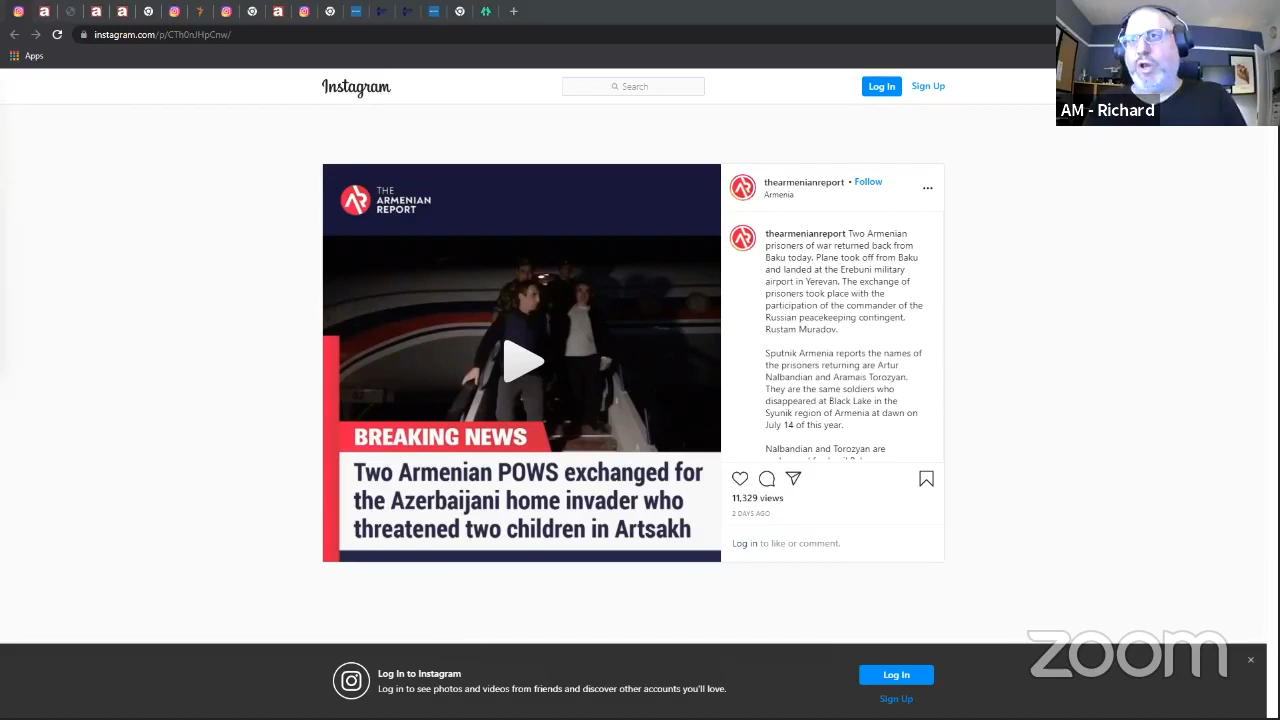 instagram.com/p/CTh0nJHpCnw/
Apps
AM - Richard
Instagram
Search
Log In
Sign Up
THE
ARMENIAN
REPORT
BREAKING NEWS
Two Armenian POWS exchanged for
the Azerbaijani home invader who
threatened two children in Artsakh
thearmenianreport • Follow
Armenia
thearmenianreport Two Armenian
prisoners of war returned back from
Baku today. Plane took off from Baku
and landed at the Erebuni military
airport in Yerevan. The exchange of
prisoners took place with the
participation of the commander of the
Russian peacekeeping contingent,
Rustam Muradov.
Sputnik Armenia reports the names of
the prisoners returning are Artur
Nalbandian and Aramais Torozyan.
They are the same soldiers who
disappeared at Black Lake in the
Syunik region of Armenia at dawn on
July 14 of this year.
Nalbandian and Torozyan are
11,329 views
2 DAYS AGO
Log in to like or comment.
Log In to Instagram
Log in to see photos and videos from friends and discover other accounts you'll love.
Log In
Sign Up
zoom